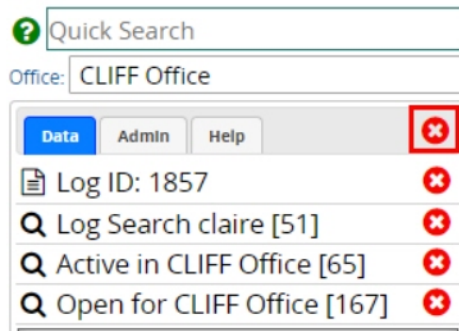 Quick Search
Office: CLIFF Office
Data Admin Help
Log ID: 1857
Log Search claire [51]
Active in CLIFF Office [65]
Open for CLIFF Office [167]